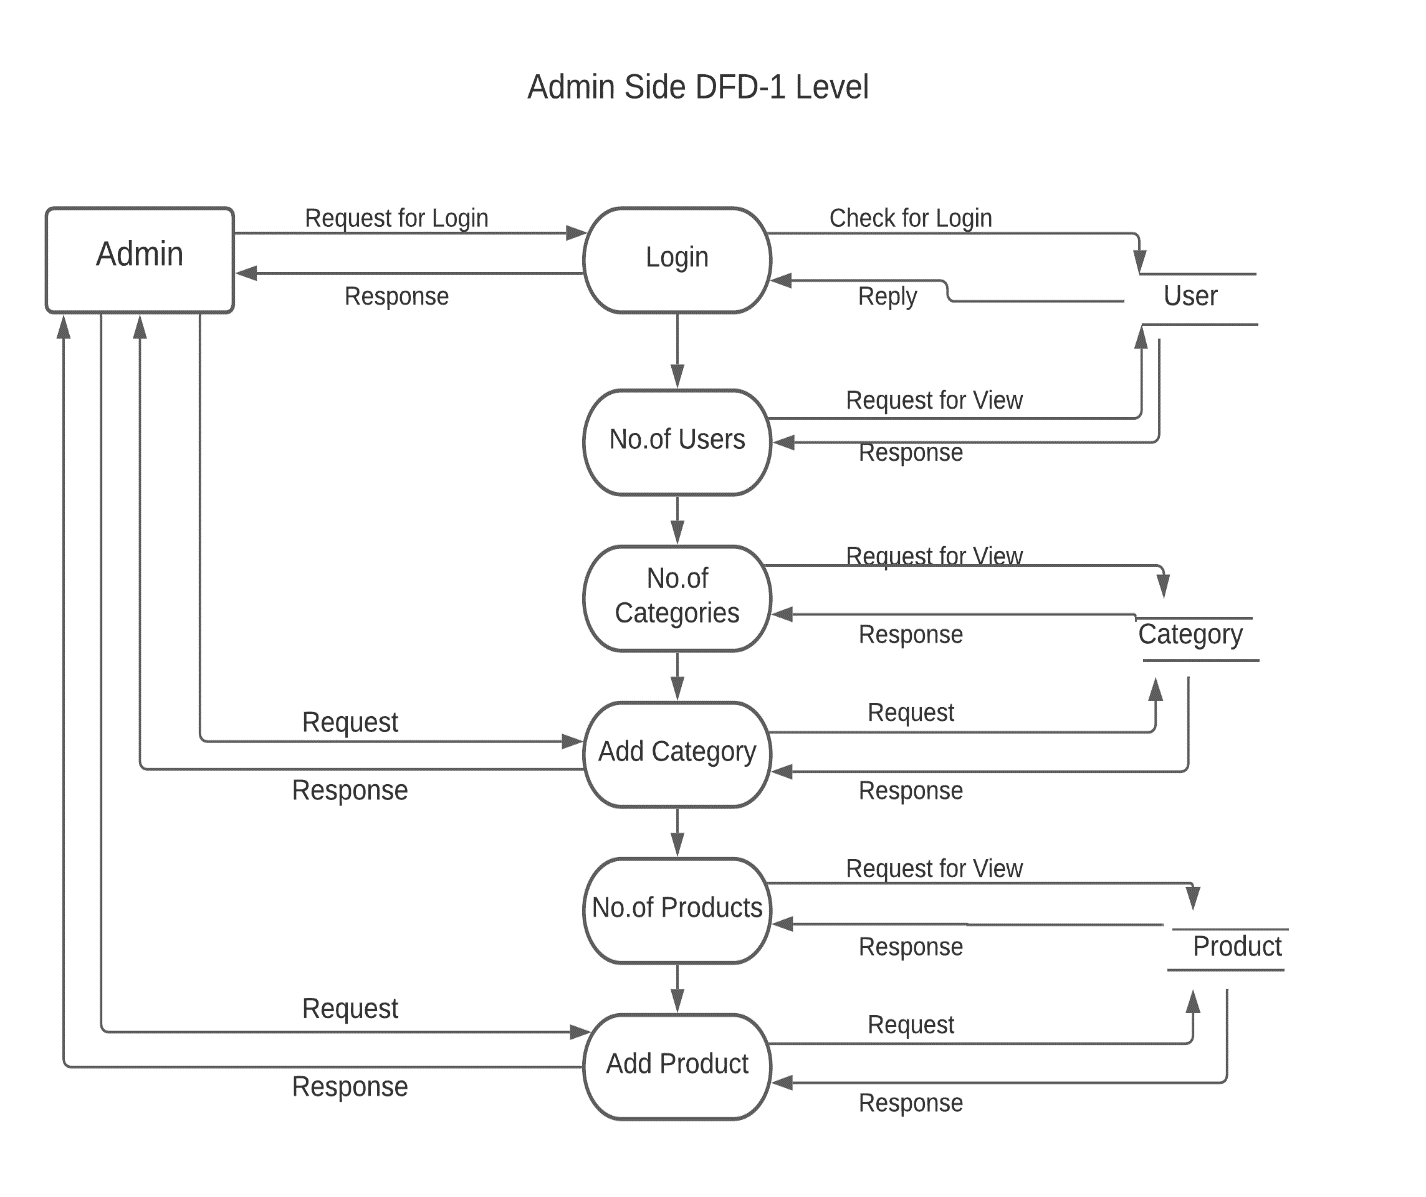 Admin Side DFD-1 Level
Request for Login
Check for Login
Admin
Login
Response
Reply
User
Request for View
No.of Users
Response
Request for View
No.of
Categories
Response
Category
Request
Request
Add Category
Response
Response
Request for View
No.of Products
Response
Product
Request
Request
Add Product
Response
Response